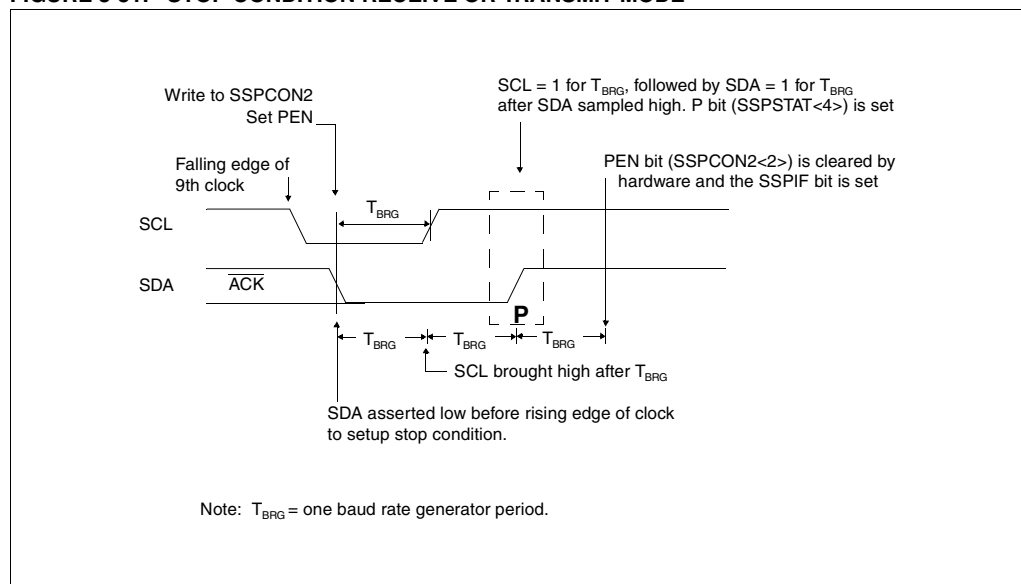 FIGURE 9-31: STOP CONDITION RECEIVE OR TRANSMIT MODE
SCL = 1 for TBRG, followed by SDA = 1 for TBRG
after SDA sampled high. P bit (SSPSTAT<4>) is set
Write to SSPCON2
Set PEN
PEN bit (SSPCON2<2>) is cleared by
hardware and the SSPIF bit is set
Falling edge of
9th clock
TBRG
SCL
SDA
ACK
P
TBRG
TBRG
TBRG
SCL brought high after TBRG
SDA asserted low before rising edge of clock
to setup stop condition.
Note: TBRG = one baud rate generator period.